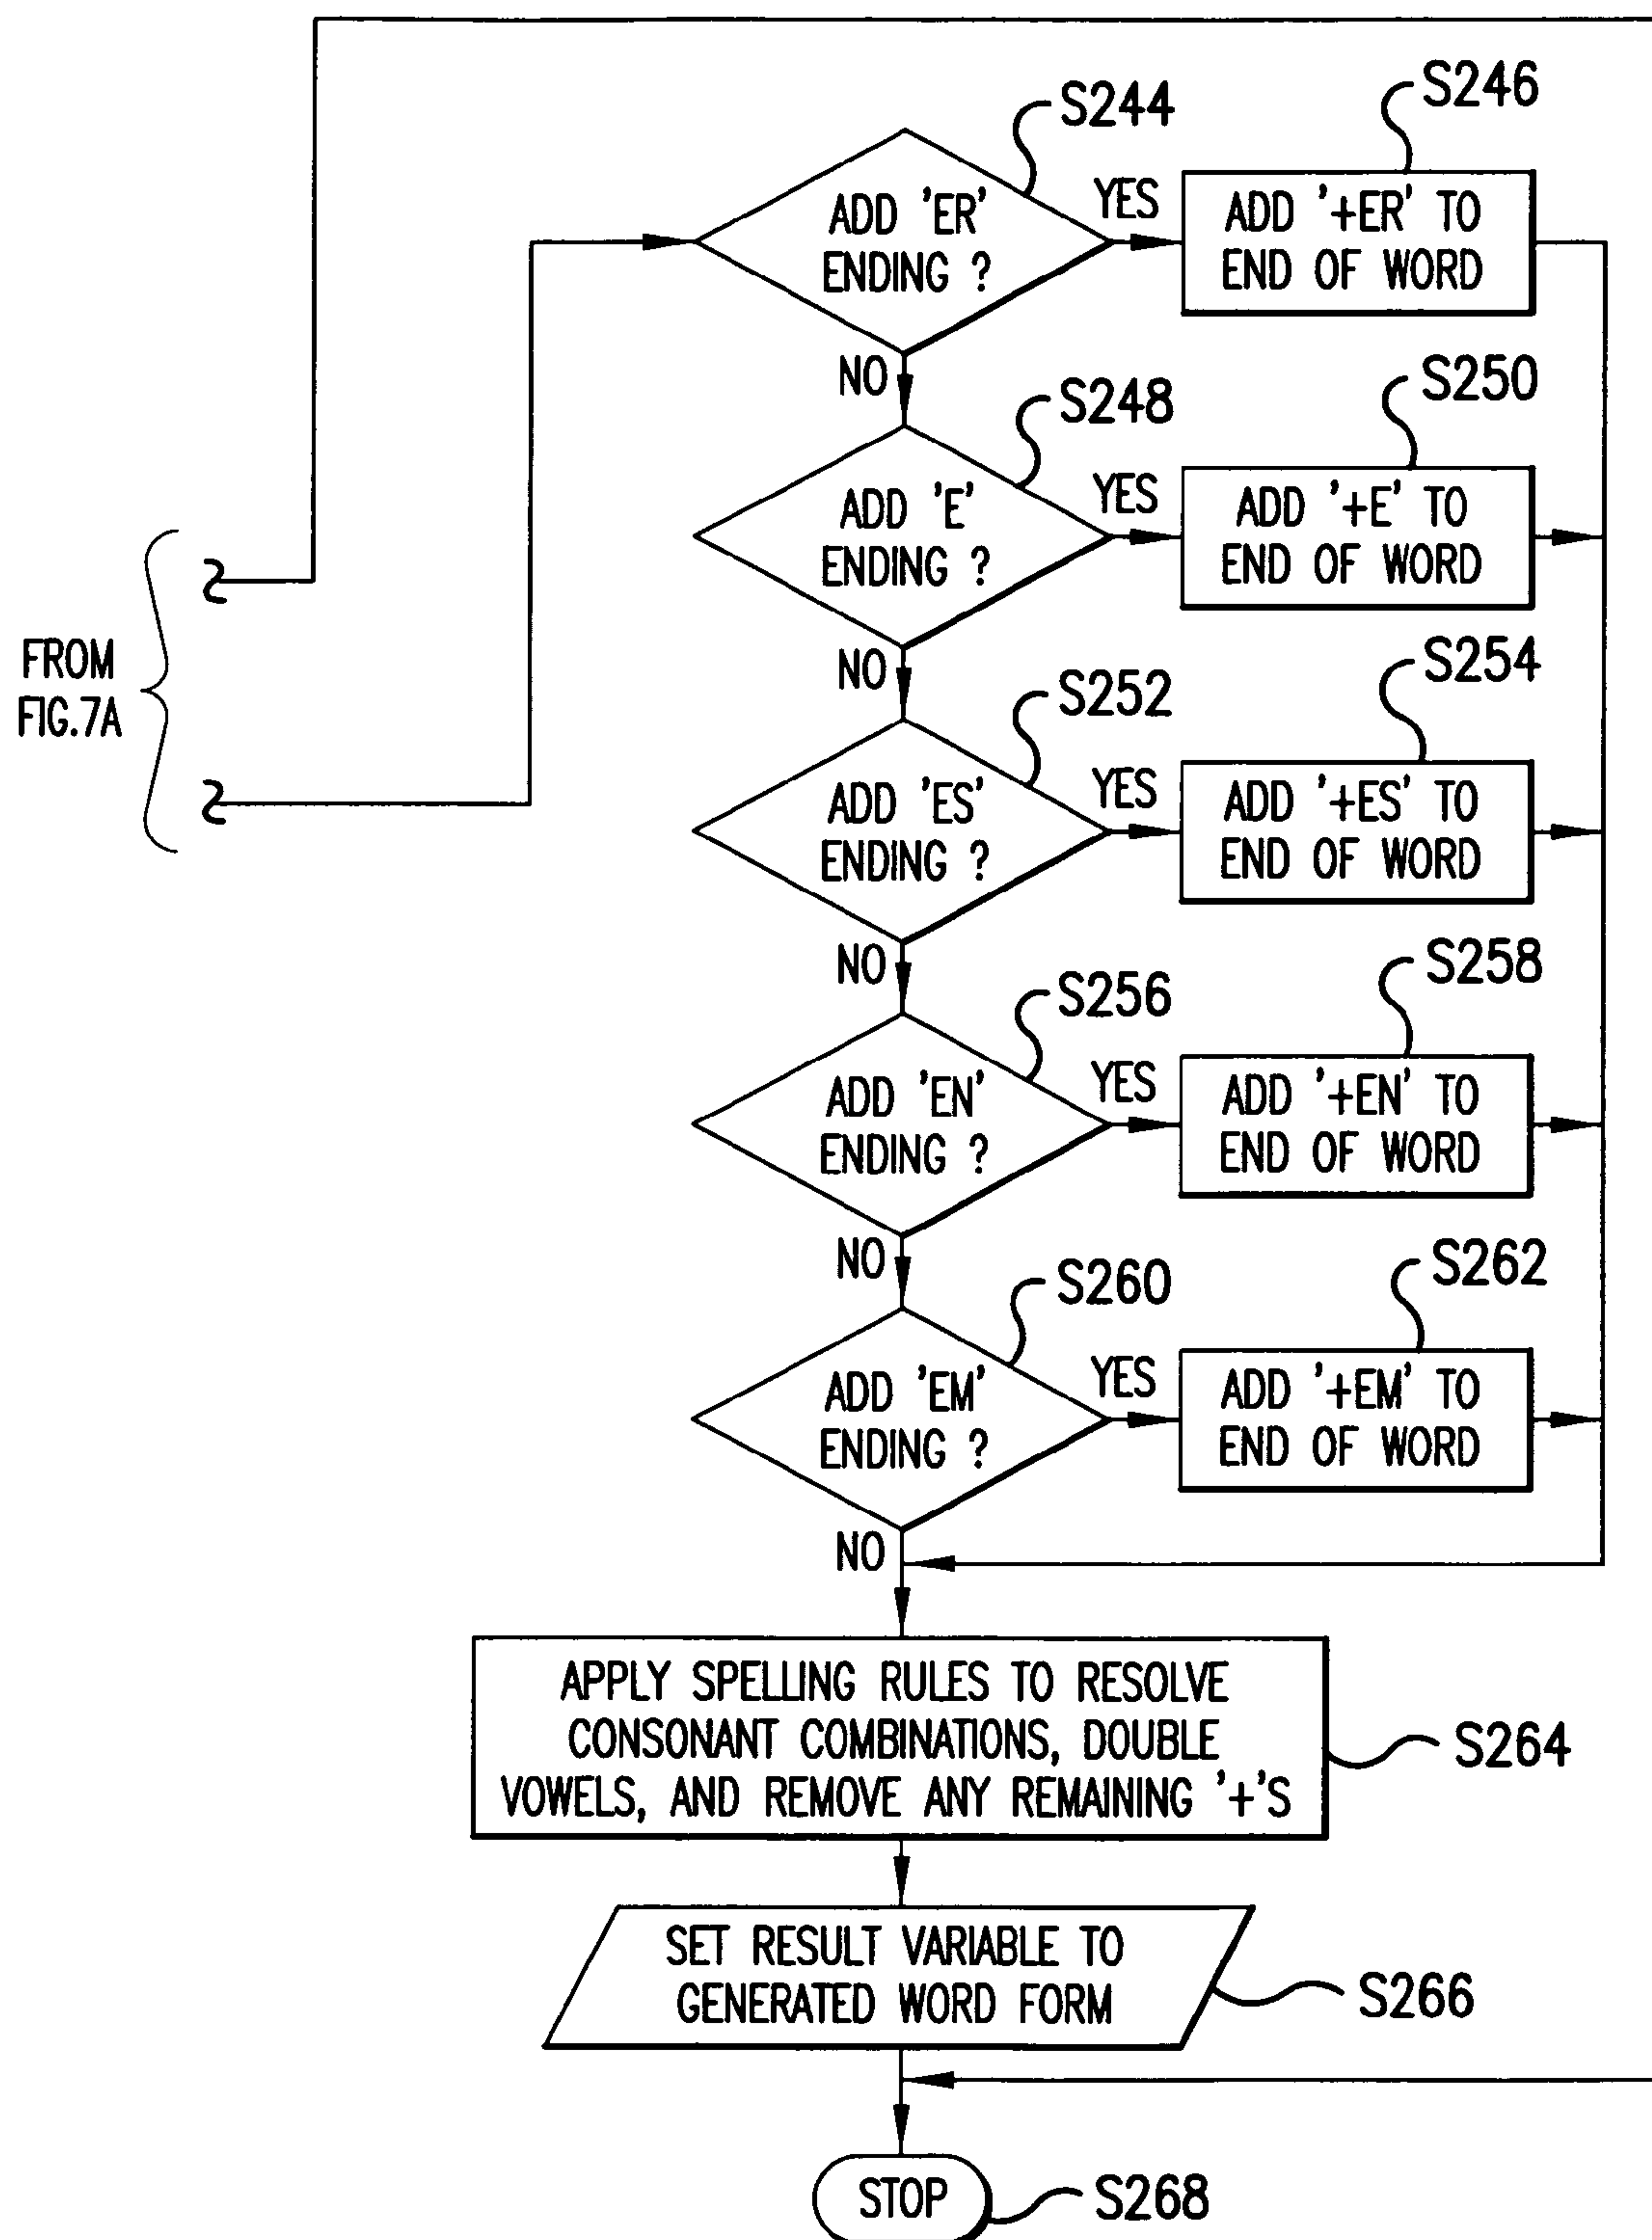 S244
S246
ADD 'ER'
ENDING ?
YES
ADD '+ER' TO
END OF WORD
NO
S248
S250
ADD 'E'
ENDING ?
YES
ADD '+E' TO
END OF WORD
FROM
FIG.7A
NO
S252
S254
ADD 'ES'
ENDING ?
YES
ADD '+ES' TO
END OF WORD
NO
S256
S258
ADD 'EN'
ENDING ?
YES
ADD '+EN' TO
END OF WORD
NO
S260
S262
ADD 'EM'
ENDING ?
YES
ADD '+EM' TO
END OF WORD
NO
APPLY SPELLING RULES TO RESOLVE
CONSONANT COMBINATIONS, DOUBLE
VOWELS, AND REMOVE ANY REMAINING '+'S
S264
SET RESULT VARIABLE TO
GENERATED WORD FORM
S266
STOP
S268